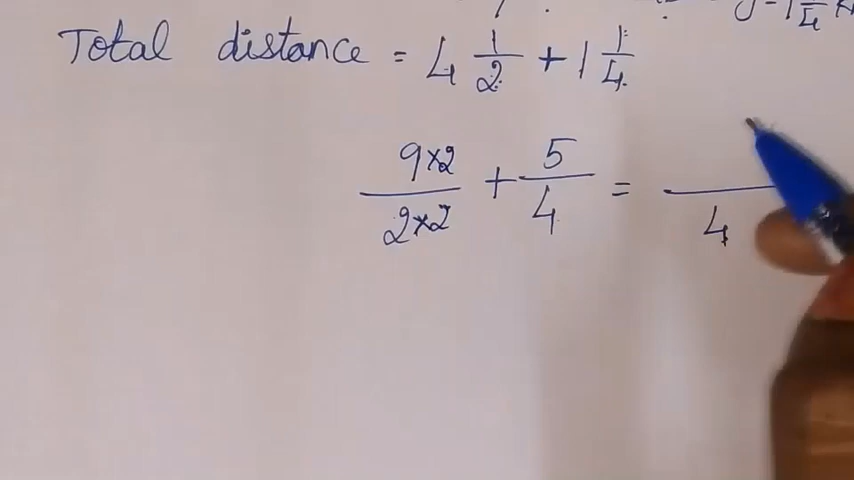 Total distance = 4 1/2 + 1 1/4
9×2/2×2 + 5/4 = /4